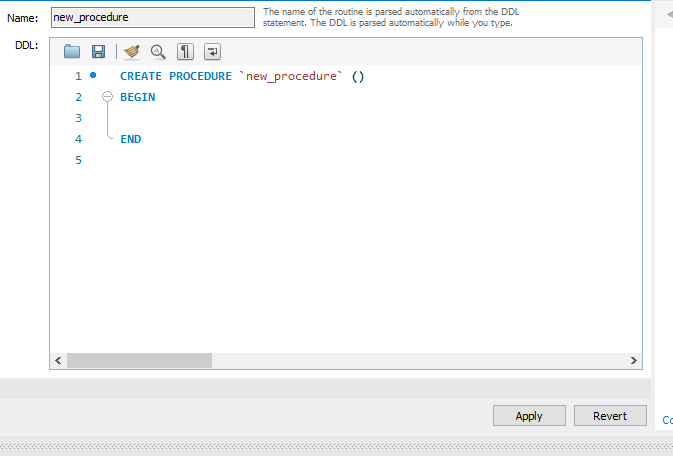 Name:
new_procedure
The name of the routine is parsed automatically from the DDL
statement. The DDL is parsed automatically while you type.
DDL:
1 CREATE PROCEDURE `new_procedure` ()
2 BEGIN
3
4 END
5
Apply
Revert
Co